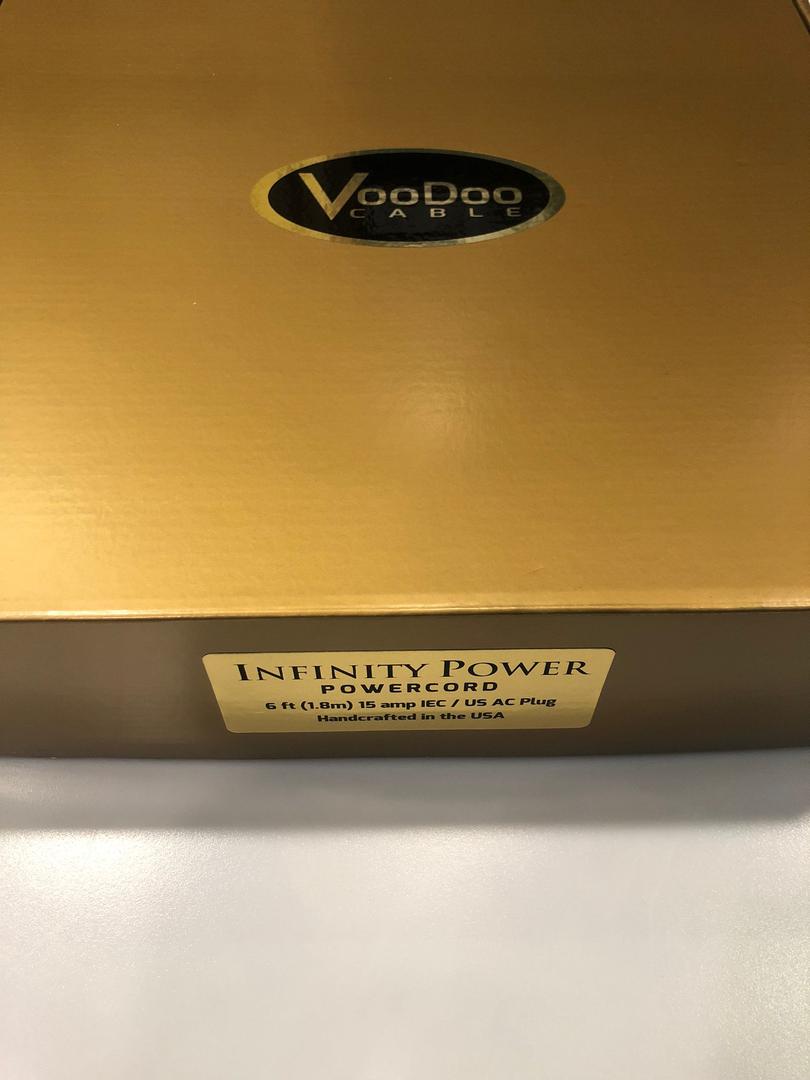 VooDoo
CABLE
INFINITY POWER
POWERCORD
6 ft (1.8m) 15 amp IEC / US AC Plug
Handcrafted in the USA